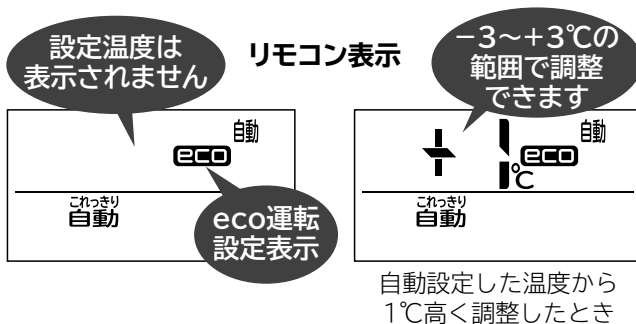 設定温度は
表示されません
リモコン表示
−3〜+3℃の
範囲で調整
できます
自動
eco
これっきり
自動
eco運転
設定表示
自動
+1℃
eco
これっきり
自動
自動設定した温度から
1℃高く調整したとき